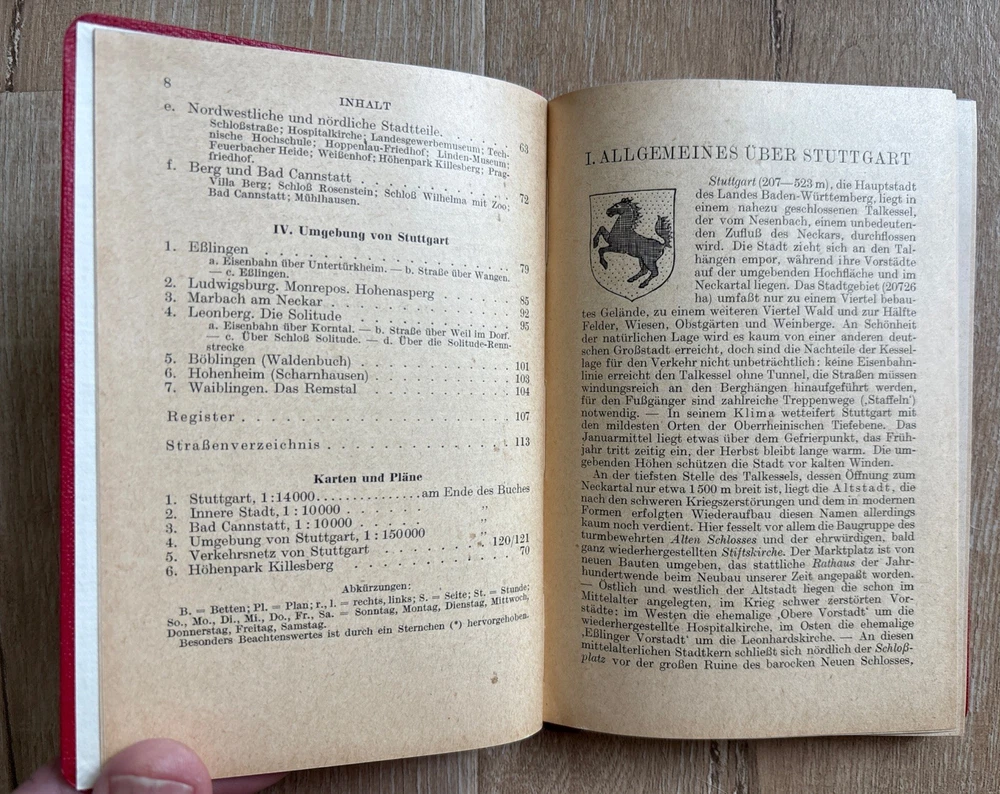 8
INHALT
e. Nordwestliche und nördliche Stadtteile. . . . . . . 63
Schloßstraße; Hospitalkirche; Landesgewerbemuseum; Tech-
nische Hochschule; Hoppenlau-Friedhof; Linden-Museum;
Feuerbacher Heide; Weißenhof; Höhenpark Killesberg; Prag-
friedhof.
f. Berg und Bad Cannstatt . . . . . . . . . . . . 72
Villa Berg; Schloß Rosenstein; Schloß Wilhelma mit Zoo;
Bad Cannstatt; Mühlhausen.
IV. Umgebung von Stuttgart
1. Eßlingen . . . . . . . . . . . . . . . . . . 79
a. Eisenbahn über Untertürkheim. — b. Straße über Wangen.
— c. Eßlingen.
2. Ludwigsburg. Monrepos. Hohenasperg . . . . . . . 85
3. Marbach am Neckar . . . . . . . . . . . . . . 92
4. Leonberg. Die Solitude . . . . . . . . . . . . . 95
a. Eisenbahn über Korntal. — b. Straße über Weil im Dorf.
— c. Über Schloß Solitude. — d. Über die Solitude-Renn-
strecke
5. Böblingen (Waldenbuch) . . . . . . . . . . . . 101
6. Hohenheim (Scharnhausen) . . . . . . . . . . . 103
7. Waiblingen. Das Remstal . . . . . . . . . . . . 104
Register . . . . . . . . . . . . . . . . . . . 107
Straßenverzeichnis . . . . . . . . . . . . . . 113
Karten und Pläne
1. Stuttgart, 1:14000. . . . . . . . . . . . . . am Ende des Buches
2. Innere Stadt, 1 : 10000 . . . . . . . . . . „
3. Bad Cannstatt, 1 : 10000 . . . . . . . . . „
4. Umgebung von Stuttgart, 1 : 150000 . . . . „
5. Verkehrsnetz von Stuttgart . . . . . . . . . 120/121
6. Höhenpark Killesberg . . . . . . . . . . . . 70
Abkürzungen:
B. = Betten; Pl. = Plan; r., l. = rechts, links; S. = Seite; St. = Stunde;
So., Mo., Di., Mi., Do., Fr., Sa. = Sonntag, Montag, Dienstag, Mittwoch,
Donnerstag, Freitag, Samstag.
Besonders Beachtenswertes ist durch ein Sternchen (*) hervorgehoben.
I. ALLGEMEINES ÜBER STUTTGART
Stuttgart (207—523 m), die Hauptstadt
des Landes Baden-Württemberg, liegt in
einem nahezu geschlossenen Talkessel,
der vom Nesenbach, einem unbedeuten-
den Zufluß des Neckars, durchflossen
wird. Die Stadt zieht sich an den Tal-
hängen empor, während ihre Vorstädte
auf der umgebenden Hochfläche und im
Neckartal liegen. Das Stadtgebiet (20726
ha) umfaßt nur zu einem Viertel bebau-
tes Gelände, zu einem weiteren Viertel Wald und zur Hälfte
Felder, Wiesen, Obstgärten und Weinberge. An Schönheit
der natürlichen Lage wird es kaum von einer anderen deut-
schen Großstadt erreicht, doch sind die Nachteile der Kessel-
lage für den Verkehr nicht unbeträchtlich: keine Eisenbahn-
linie erreicht den Talkessel ohne Tunnel, die Straßen müssen
windungsreich an den Berghängen hinaufgeführt werden,
für den Fußgänger sind zahlreiche Treppenwege (‚Staffeln‘)
notwendig. — In seinem Klima wetteifert Stuttgart mit
den mildesten Orten der Oberrheinischen Tiefebene. Das
Januarmittel liegt etwas über dem Gefrierpunkt, das Früh-
jahr tritt zeitig ein, der Herbst bleibt lange warm. Die um-
gebenden Höhen schützen die Stadt vor kalten Winden.
An der tiefsten Stelle des Talkessels, dessen Öffnung zum
Neckartal nur etwa 1500 m breit ist, liegt die Altstadt, die
nach den schweren Kriegszerstörungen und dem in modernen
Formen erfolgten Wiederaufbau diesen Namen allerdings
kaum noch verdient. Hier fesselt vor allem die Baugruppe des
turmbewehrten Alten Schlosses und der ehrwürdigen, bald
ganz wiederhergestellten Stiftskirche. Der Marktplatz ist von
neuen Bauten umgeben, das stattliche Rathaus der Jahr-
hundertwende beim Neubau unserer Zeit angepaßt worden.
— Östlich und westlich der Altstadt liegen die schon im
Mittelalter angelegten, im Krieg schwer zerstörten Vor-
städte: im Westen die ehemalige ‚Obere Vorstadt‘ um die
wiederhergestellte Hospitalkirche, im Osten die ehemalige
‚Eßlinger Vorstadt‘ um die Leonhardskirche. — An diesen
mittelalterlichen Stadtkern schließt sich nördlich der Schloß-
platz vor der großen Ruine des barocken Neuen Schlosses,